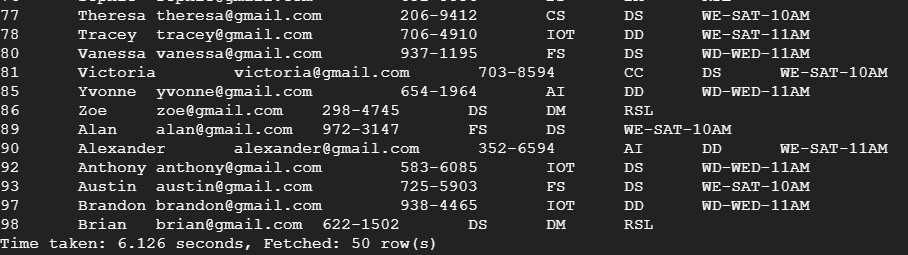 77 Theresa theresa@gmail.com 206-9412 CS DS WE-SAT-10AM
78 Tracey tracey@gmail.com 706-4910 IOT DD WE-SAT-11AM
80 Vanessa vanessa@gmail.com 937-1195 FS DS WD-WED-11AM
81 Victoria victoria@gmail.com 703-8594 CC DS WE-SAT-10AM
85 Yvonne yvonne@gmail.com 654-1964 AI DD WD-WED-11AM
86 Zoe zoe@gmail.com 298-4745 DS DM RSL
89 Alan alan@gmail.com 972-3147 FS DS WE-SAT-10AM
90 Alexander alexander@gmail.com 352-6594 AI DD WE-SAT-11AM
92 Anthony anthony@gmail.com 583-6085 IOT DS WD-WED-11AM
93 Austin austin@gmail.com 725-5903 FS DS WE-SAT-10AM
97 Brandon brandon@gmail.com 938-4465 IOT DD WD-WED-11AM
98 Brian brian@gmail.com 622-1502 DS DM RSL
Time taken: 6.126 seconds, Fetched: 50 row(s)